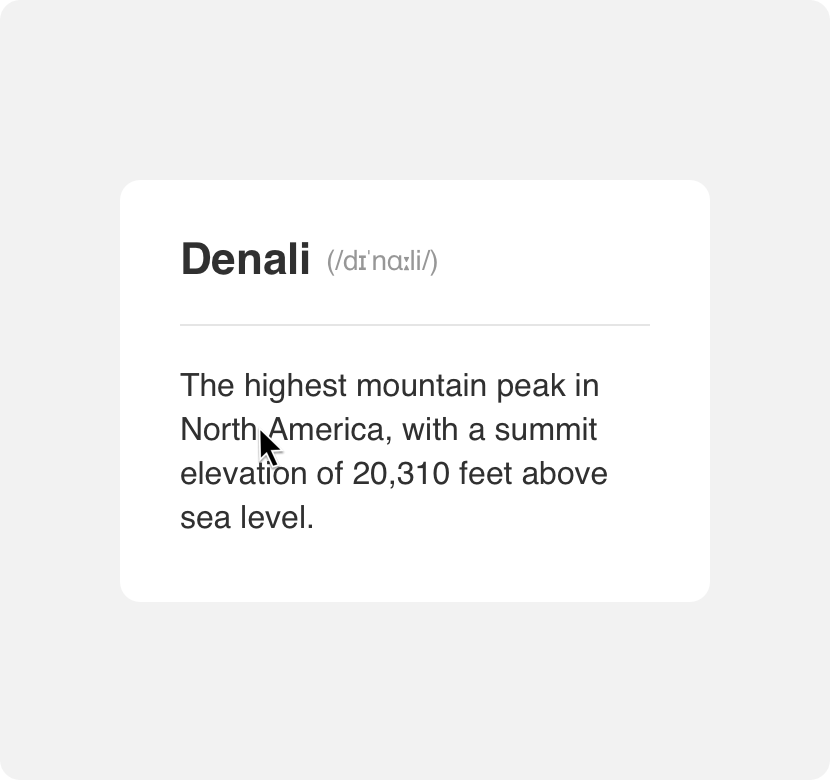 Denali (/dɪˈnɑːli/)
The highest mountain peak in
North America, with a summit
elevation of 20,310 feet above
sea level.